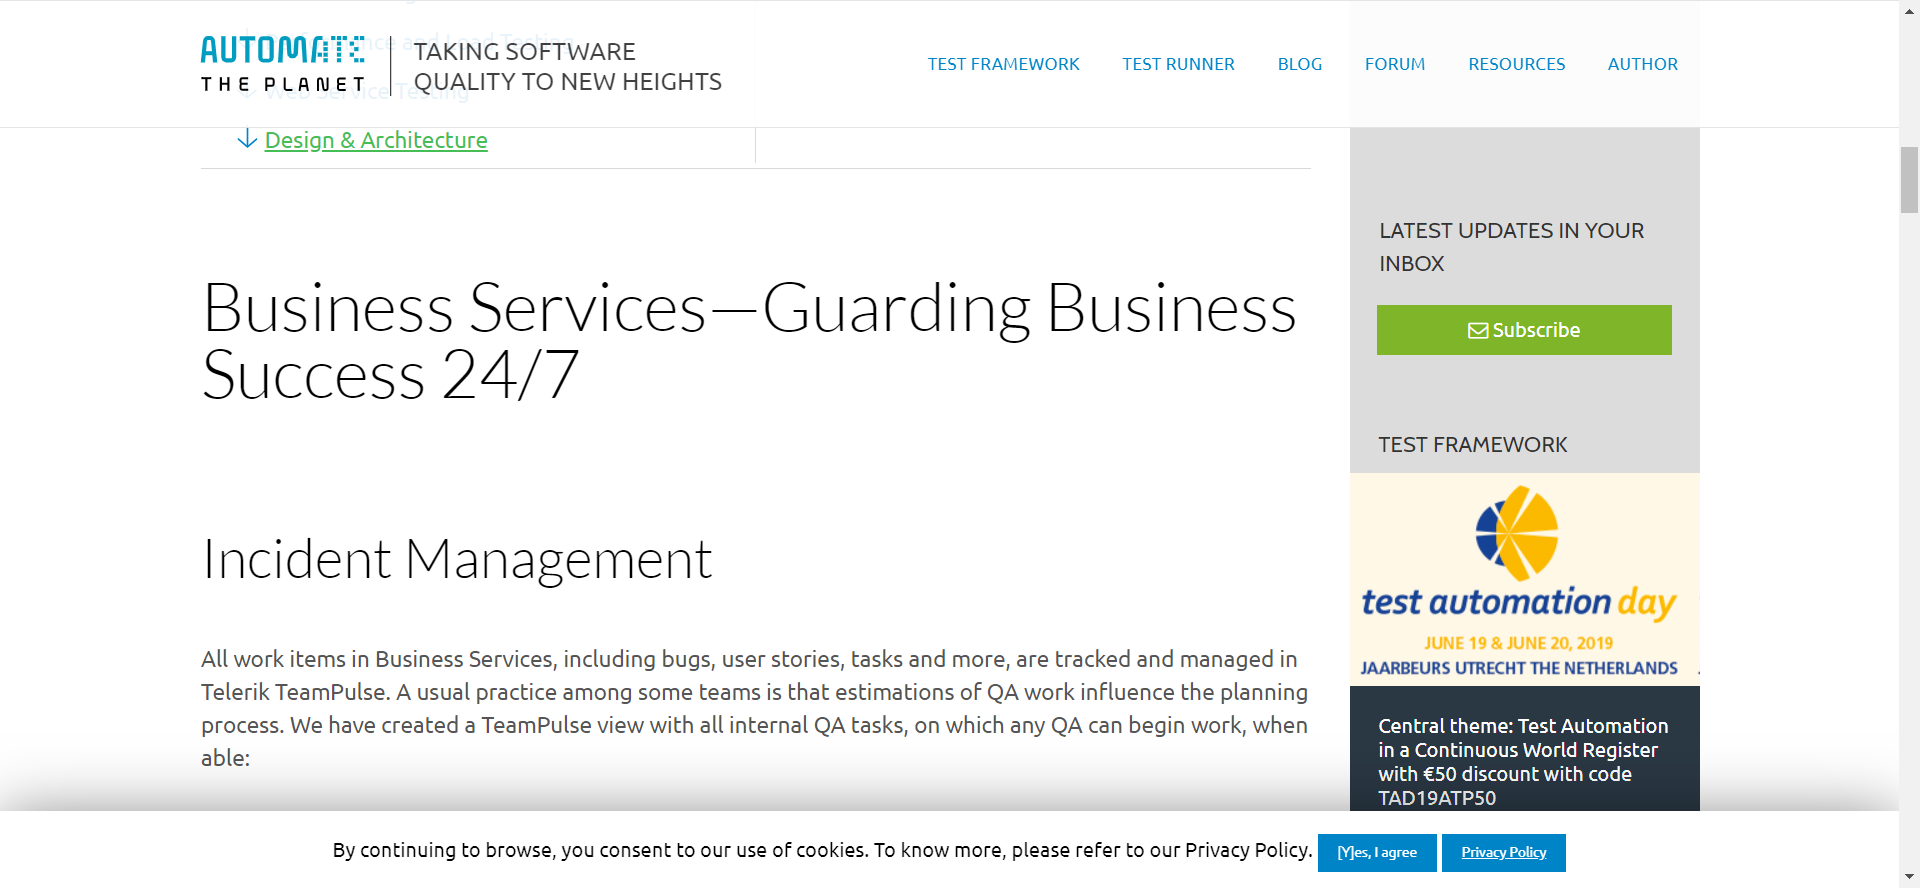 AUTOMATE
THE PLANET
TAKING SOFTWARE
QUALITY TO NEW HEIGHTS
TEST FRAMEWORK
TEST RUNNER
BLOG
FORUM
RESOURCES
AUTHOR
Web Service Testing
Design & Architecture
Business Services—Guarding Business
Success 24/7
Incident Management
All work items in Business Services, including bugs, user stories, tasks and more, are tracked and managed in
Telerik TeamPulse. A usual practice among some teams is that estimations of QA work influence the planning
process. We have created a TeamPulse view with all internal QA tasks, on which any QA can begin work, when
able:
LATEST UPDATES IN YOUR
INBOX
Subscribe
TEST FRAMEWORK
test automation day
JUNE 19 & JUNE 20, 2019
JAARBEURS UTRECHT THE NETHERLANDS
Central theme: Test Automation
in a Continuous World Register
with €50 discount with code
TAD19ATP50
By continuing to browse, you consent to our use of cookies. To know more, please refer to our Privacy Policy.
[Y]es, I agree
Privacy Policy